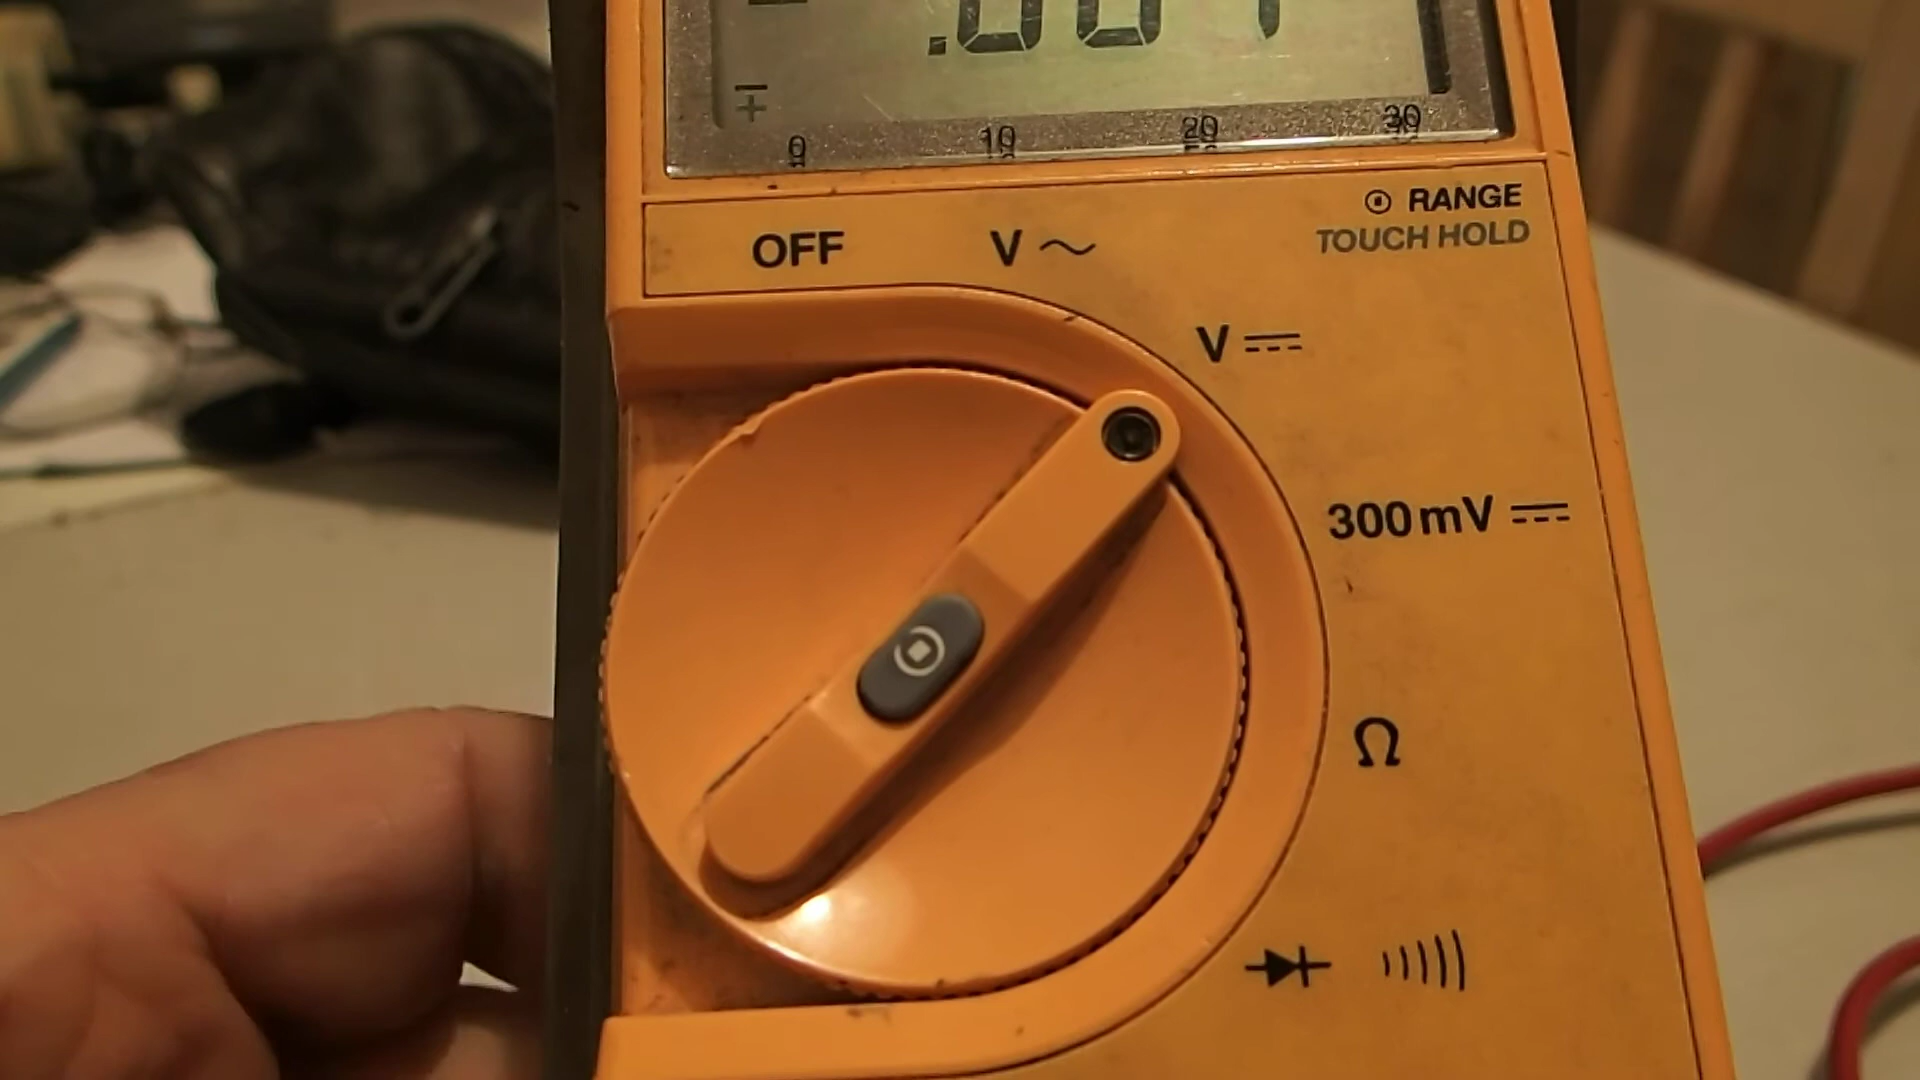 0 10 20 30
RANGE
TOUCH HOLD
OFF V ~
V ⎓
300mV ⎓
Ω